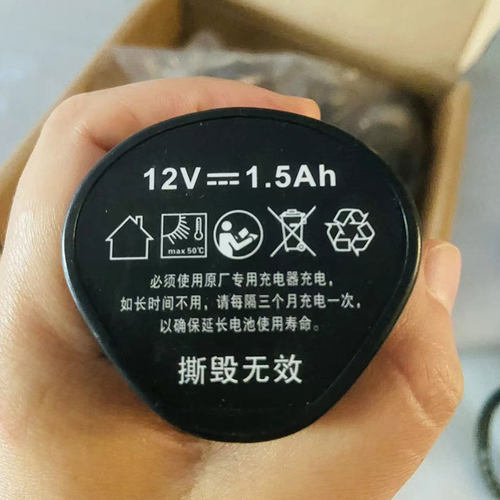 12V⎓1.5Ah
max 50℃
必须使用原厂专用充电器充电,
如长时间不用,请每隔三个月充电一次,
以确保延长电池使用寿命。
撕毁无效